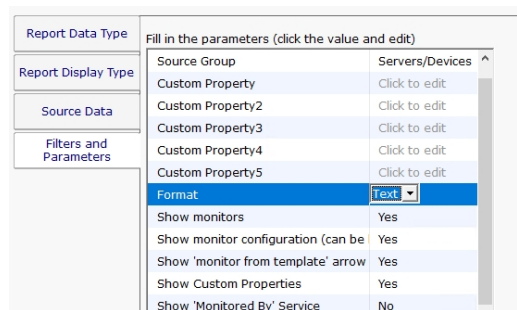 Report Data Type
Report Display Type
Source Data
Filters and
Parameters
Fill in the parameters (click the value and edit)
Source Group Servers/Devices
Custom Property Click to edit
Custom Property2 Click to edit
Custom Property3 Click to edit
Custom Property4 Click to edit
Custom Property5 Click to edit
Format Text
Show monitors Yes
Show monitor configuration (can be Yes
Show 'monitor from template' arrow Yes
Show Custom Properties Yes
Show 'Monitored By' Service No